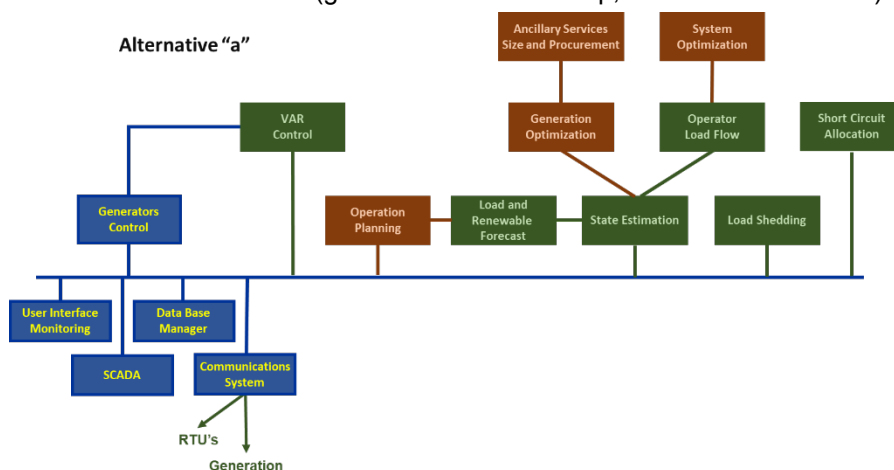 Alternative “a”
Ancillary Services
Size and Procurement
System
Optimization
VAR
Control
Generation
Optimization
Operator
Load Flow
Short Circuit
Allocation
Generators
Control
Operation
Planning
Load and
Renewable
Forecast
State Estimation
Load Shedding
User Interface
Monitoring
Data Base
Manager
SCADA
Communications
System
RTU's
Generation